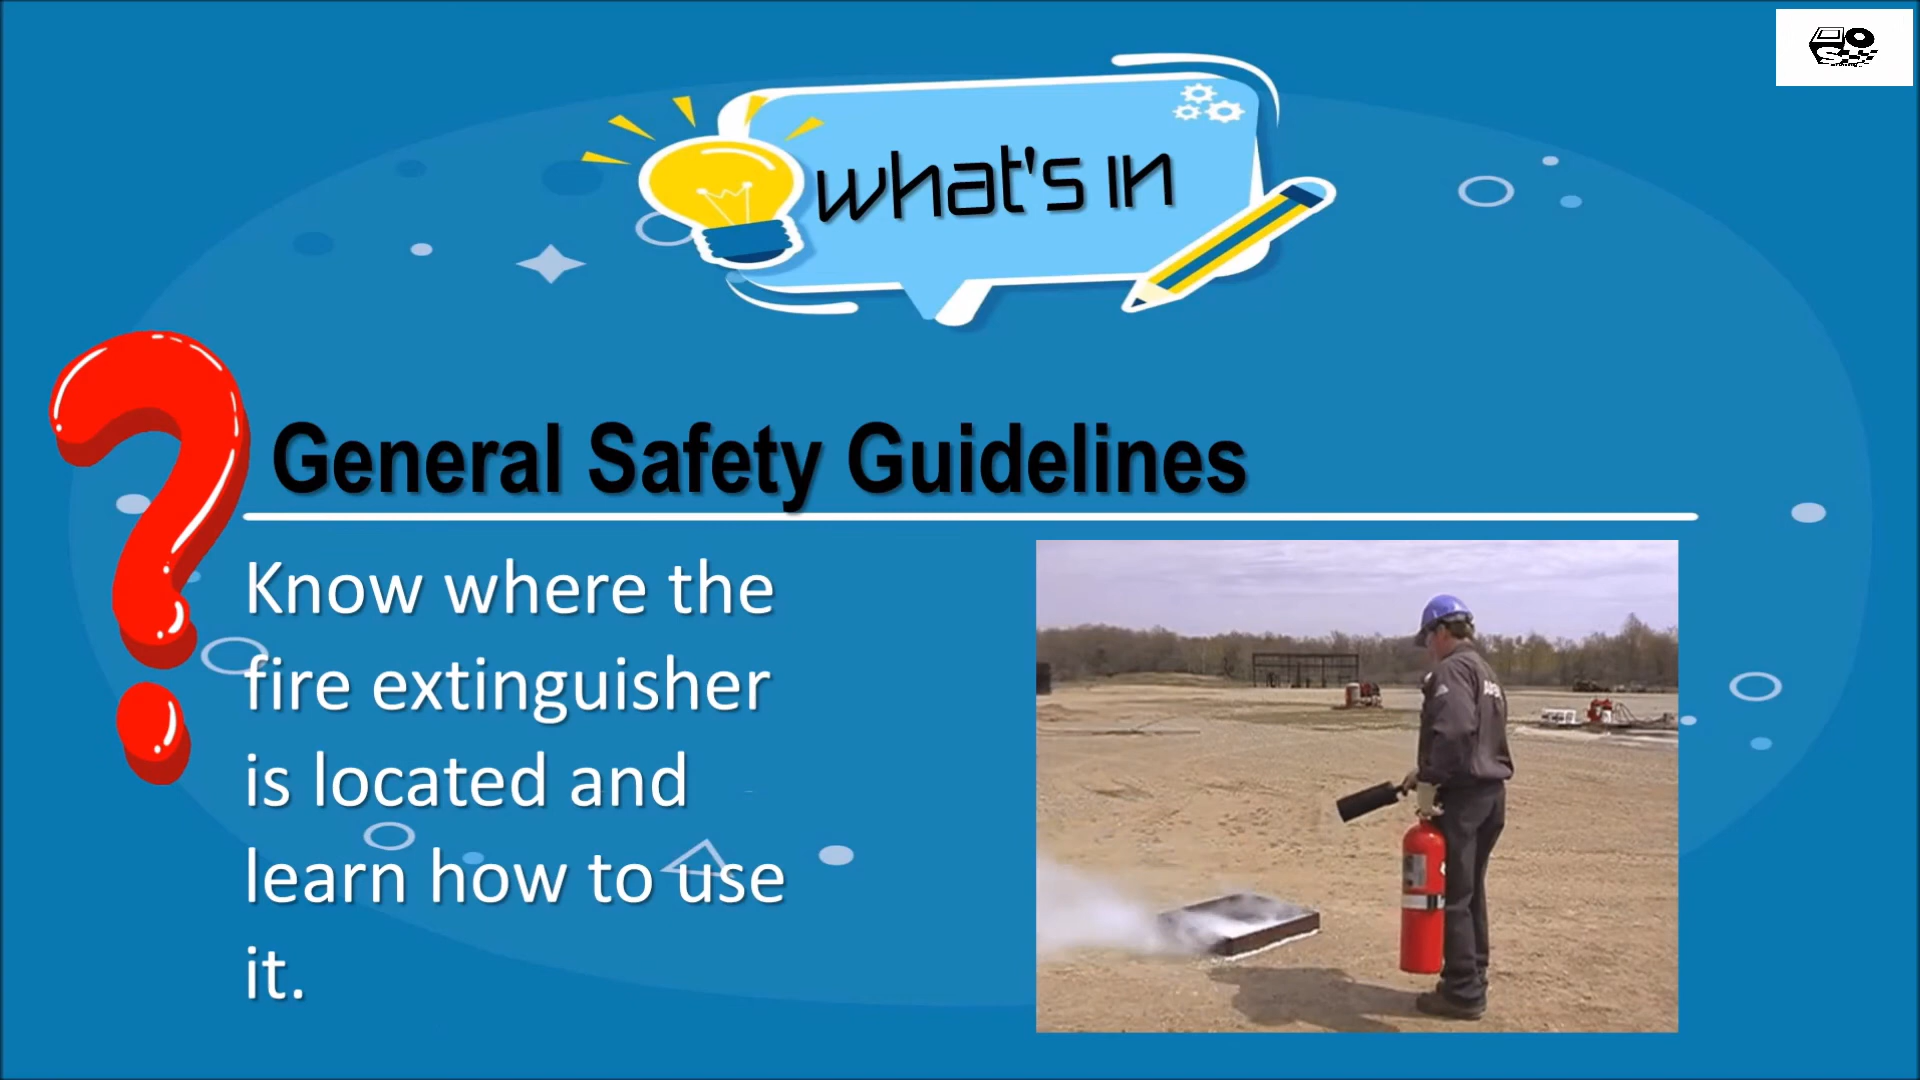 what's in
General Safety Guidelines
Know where the
fire extinguisher
is located and
learn how to use
it.